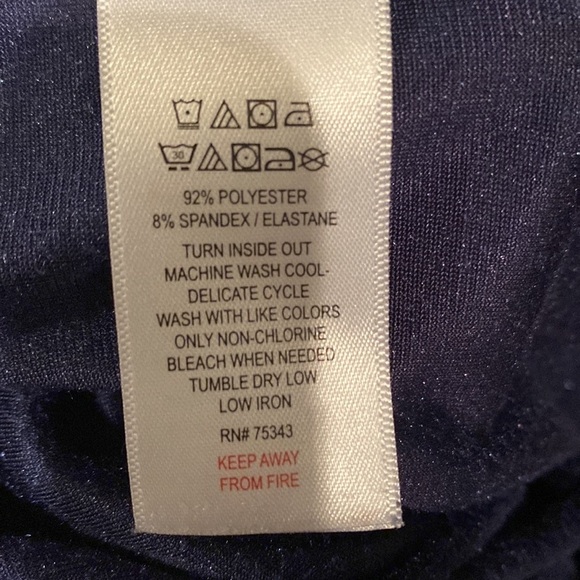 30
92% POLYESTER
8% SPANDEX / ELASTANE
TURN INSIDE OUT
MACHINE WASH COOL-
DELICATE CYCLE
WASH WITH LIKE COLORS
ONLY NON-CHLORINE
BLEACH WHEN NEEDED
TUMBLE DRY LOW
LOW IRON
RN# 75343
KEEP AWAY
FROM FIRE